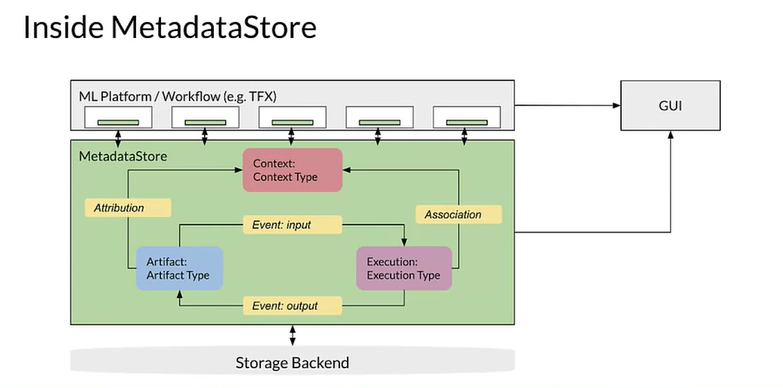 Inside MetadataStore
ML Platform / Workflow (e.g. TFX)
GUI
MetadataStore
Context:
Context Type
Attribution
Association
Event: input
Artifact:
Artifact Type
Execution:
Execution Type
Event: output
Storage Backend